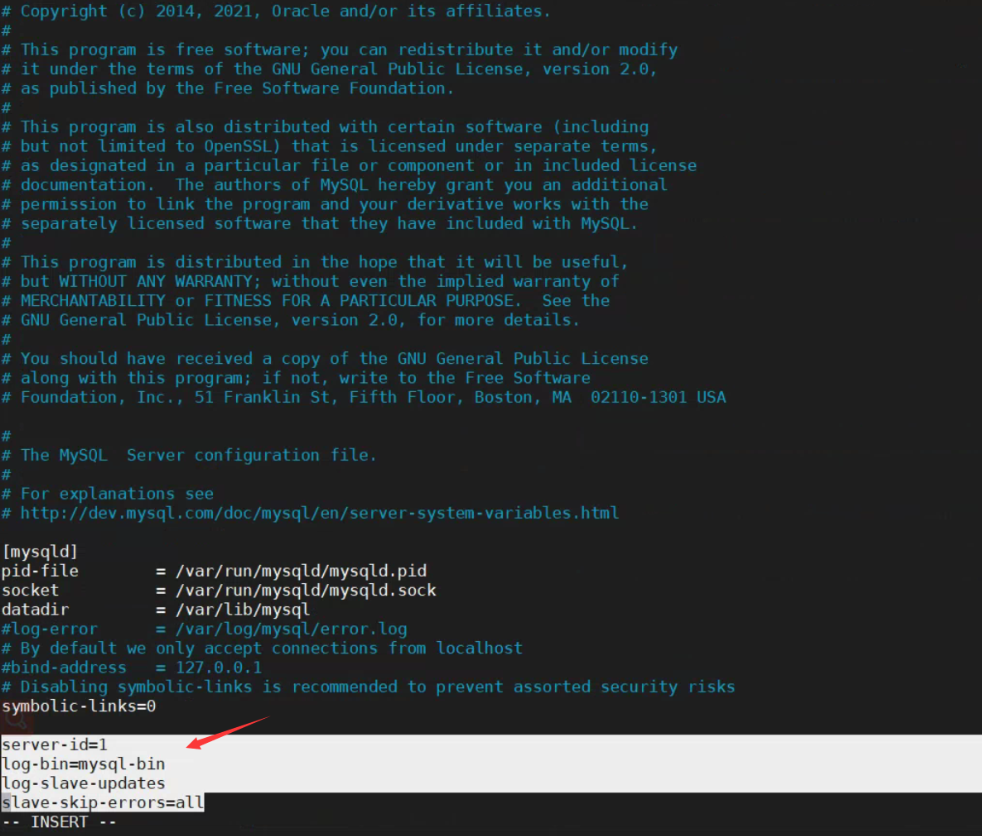 # Copyright (c) 2014, 2021, Oracle and/or its affiliates.
#
# This program is free software; you can redistribute it and/or modify
# it under the terms of the GNU General Public License, version 2.0,
# as published by the Free Software Foundation.
#
# This program is also distributed with certain software (including
# but not limited to OpenSSL) that is licensed under separate terms,
# as designated in a particular file or component or in included license
# documentation.  The authors of MySQL hereby grant you an additional
# permission to link the program and your derivative works with the
# separately licensed software that they have included with MySQL.
#
# This program is distributed in the hope that it will be useful,
# but WITHOUT ANY WARRANTY; without even the implied warranty of
# MERCHANTABILITY or FITNESS FOR A PARTICULAR PURPOSE.  See the
# GNU General Public License, version 2.0, for more details.
#
# You should have received a copy of the GNU General Public License
# along with this program; if not, write to the Free Software
# Foundation, Inc., 51 Franklin St, Fifth Floor, Boston, MA  02110-1301 USA

#
# The MySQL  Server configuration file.
#
# For explanations see
# http://dev.mysql.com/doc/mysql/en/server-system-variables.html

[mysqld]
pid-file        = /var/run/mysqld/mysqld.pid
socket          = /var/run/mysqld/mysqld.sock
datadir         = /var/lib/mysql
#log-error      = /var/log/mysql/error.log
# By default we only accept connections from localhost
#bind-address   = 127.0.0.1
# Disabling symbolic-links is recommended to prevent assorted security risks
symbolic-links=0

server-id=1
log-bin=mysql-bin
log-slave-updates
slave-skip-errors=all
-- INSERT --